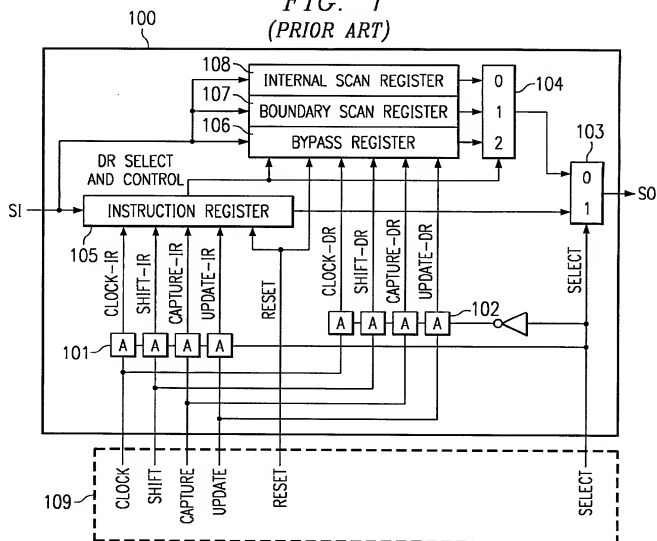 FIG. 1
(PRIOR ART)
100
108
INTERNAL SCAN REGISTER
0
104
107
BOUNDARY SCAN REGISTER
1
106
BYPASS REGISTER
2
103
0
1
SO
DR SELECT
AND CONTROL
SI
INSTRUCTION REGISTER
105
CLOCK-IR
SHIFT-IR
CAPTURE-IR
UPDATE-IR
RESET
CLOCK-DR
SHIFT-DR
CAPTURE-DR
UPDATE-DR
SELECT
A A A A
102
101
A A A A
109
CLOCK
SHIFT
CAPTURE
UPDATE
RESET
SELECT